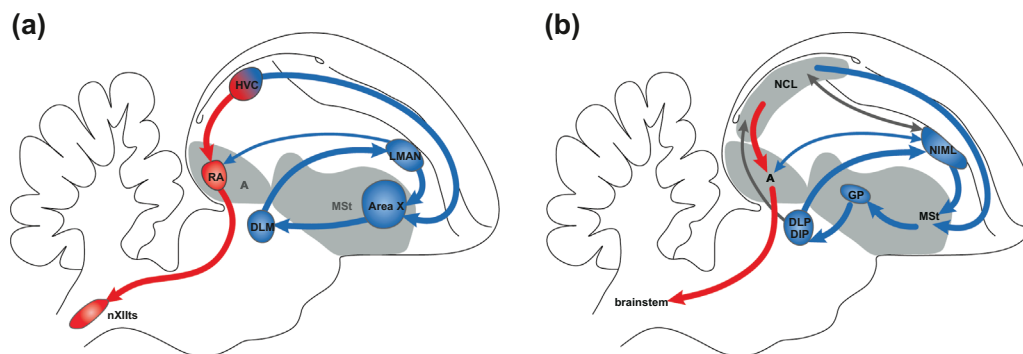 (a)
HVC
LMAN
RA
A
MSt
Area X
DLM
nXIIts
(b)
NCL
NIML
A
GP
MSt
DLP
DIP
brainstem